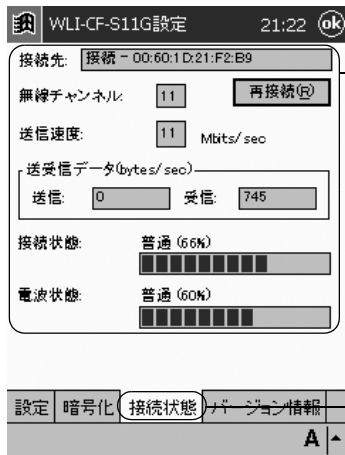 WLI-CF-S11G設定 21:22 ok
接続先: 接続 - 00:60:1D:21:F2:B9
無線チャンネル: 11 再接続(R)
送信速度: 11 Mbits/sec
送受信データ(bytes/sec)
送信: 0 受信: 745
接続状態: 普通 (66%)
電波状態: 普通 (60%)
設定 暗号化 接続状態 バージョン情報
A